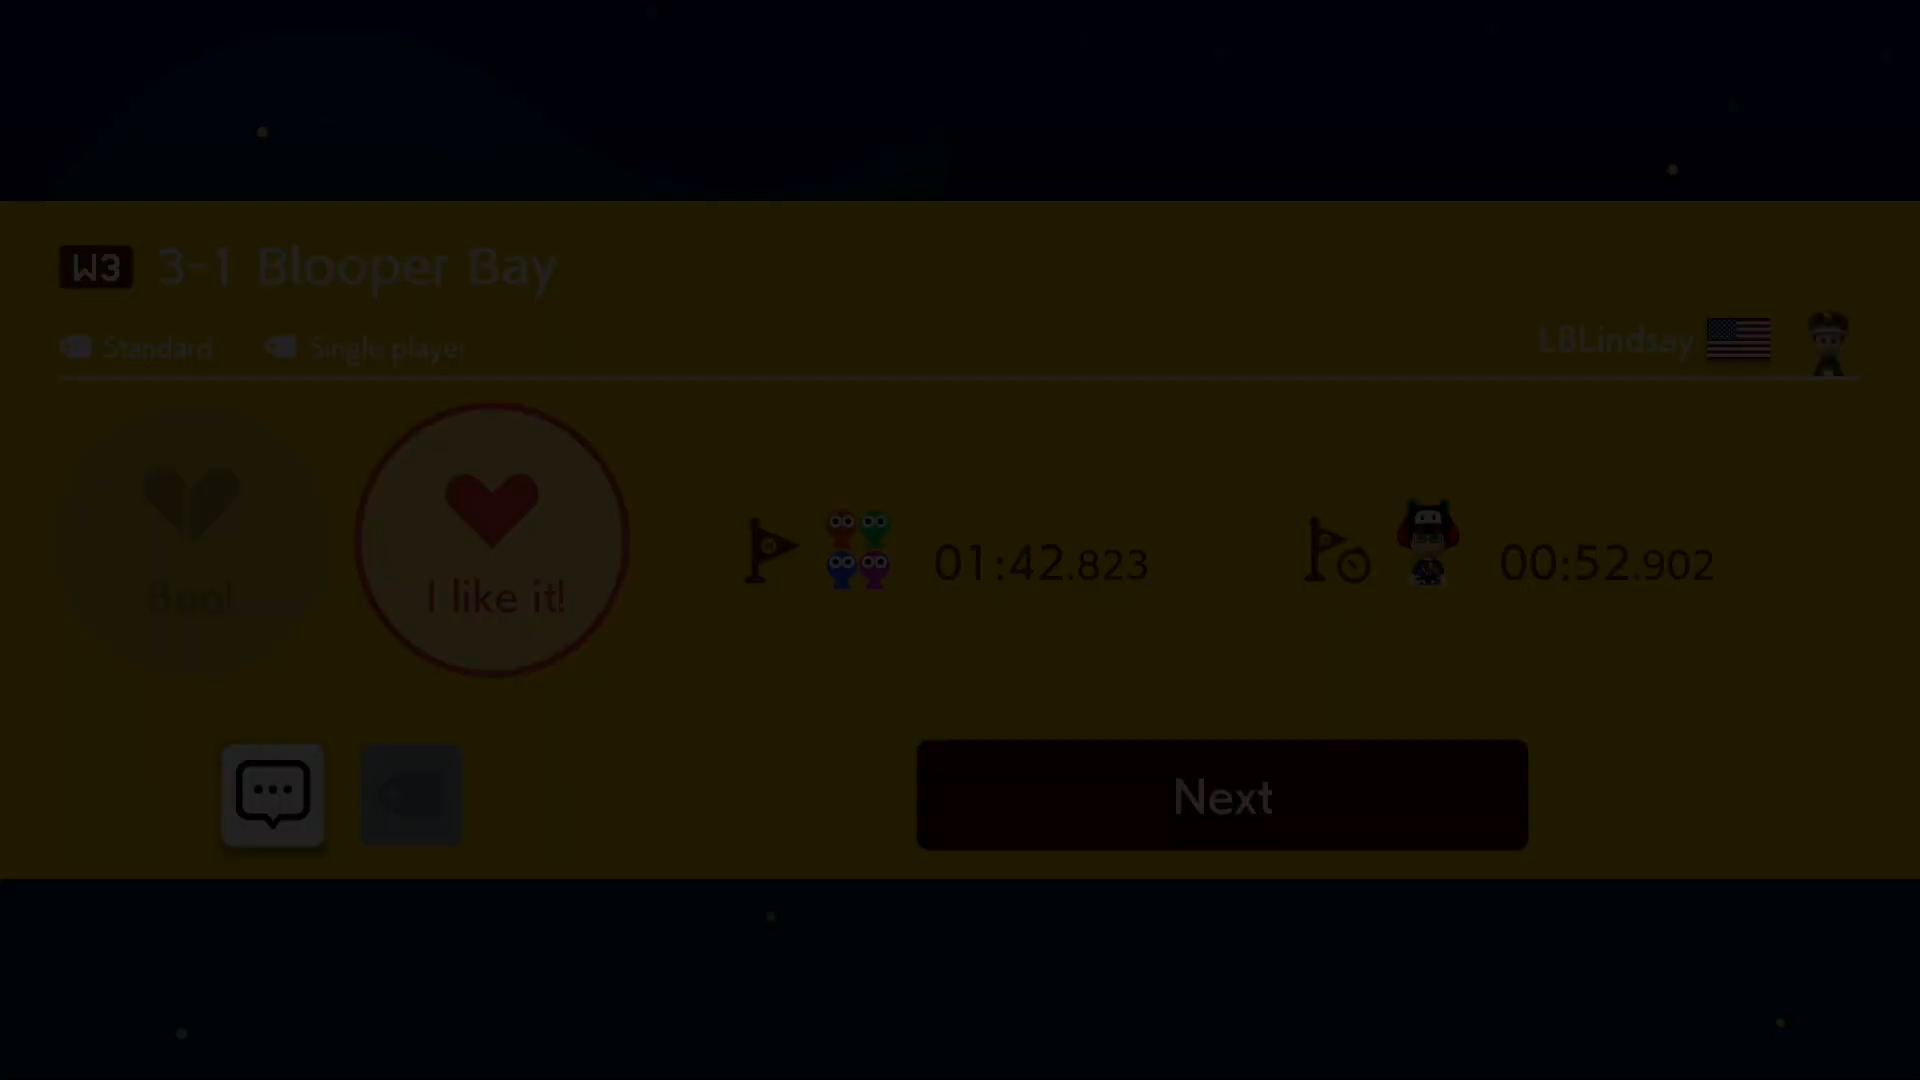 W3 3-1 Blooper Bay
Standard Single player
LBLindsay
Boo!
I like it!
01:42.823
00:52.902
Next